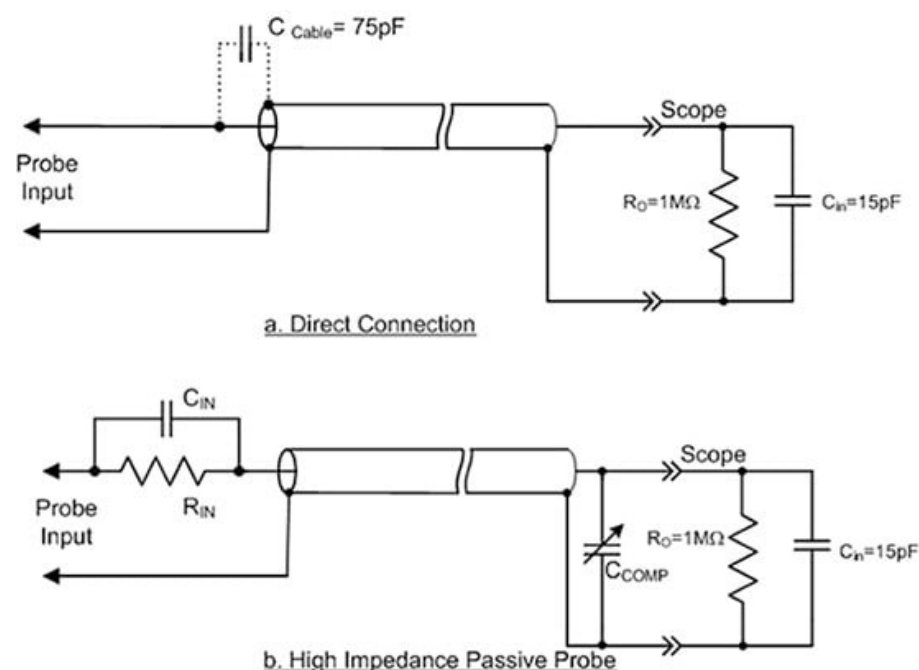 C Cable= 75pF
Scope
Probe
Input
RO=1MΩ
Cin=15pF
a. Direct Connection
CIN
Scope
Probe
Input
RIN
RO=1MΩ
CCOMP
Cin=15pF
b. High Impedance Passive Probe